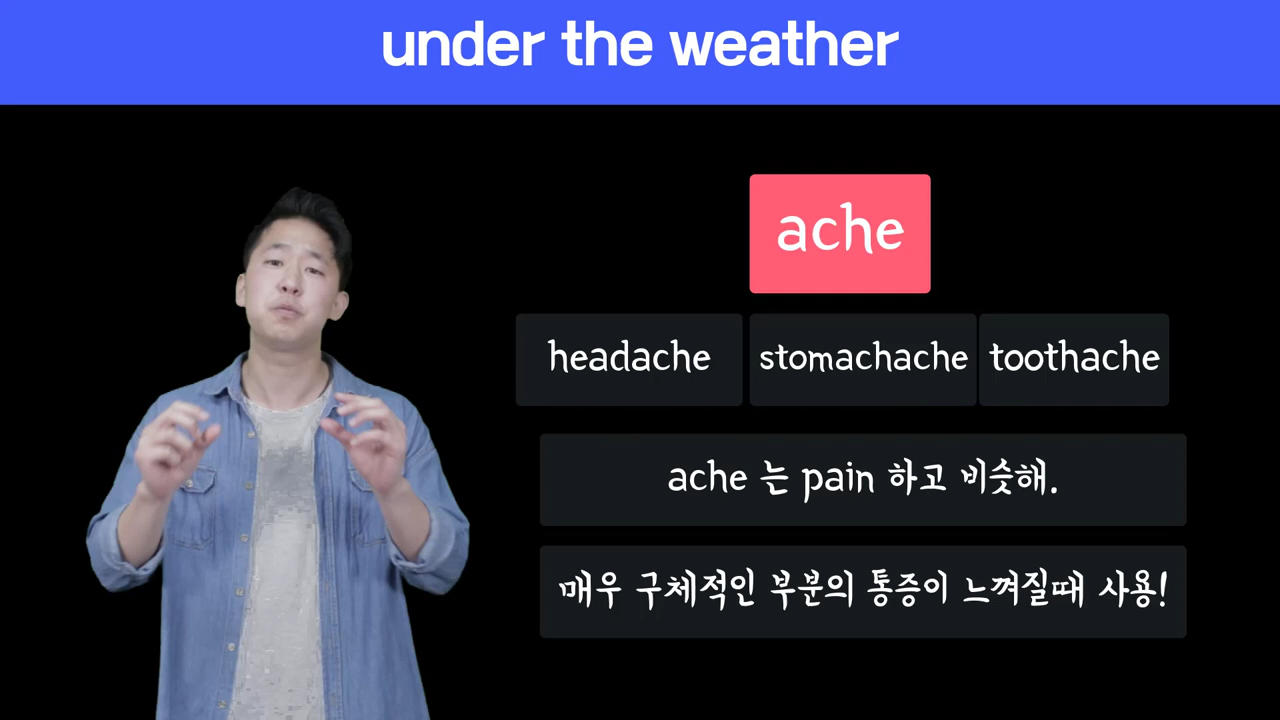 under the weather
ache
headache
stomachache
toothache
ache 는 pain 하고 비슷해.
매우 구체적인 부분의 통증이 느껴질때 사용!